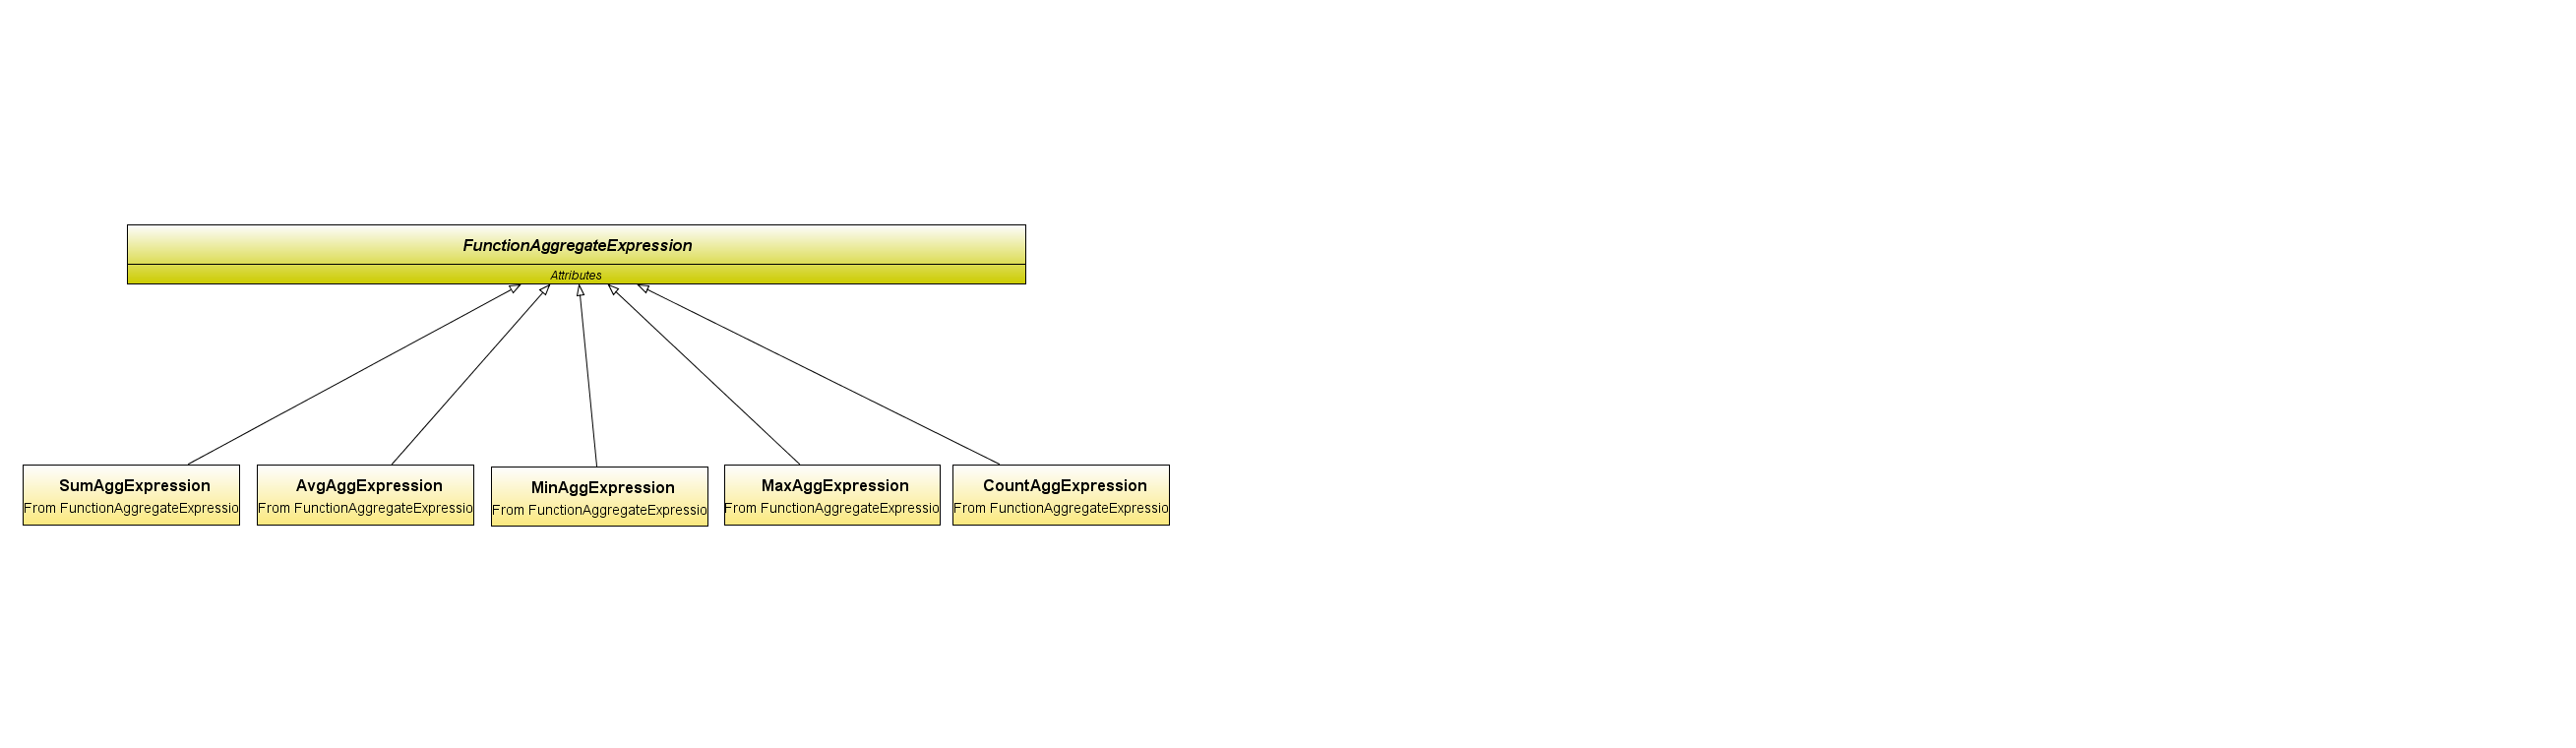 FunctionAggregateExpression
Attributes
SumAggExpression
From FunctionAggregateExpressio
AvgAggExpression
From FunctionAggregateExpressio
MinAggExpression
From FunctionAggregateExpressio
MaxAggExpression
From FunctionAggregateExpressio
CountAggExpression
From FunctionAggregateExpressio